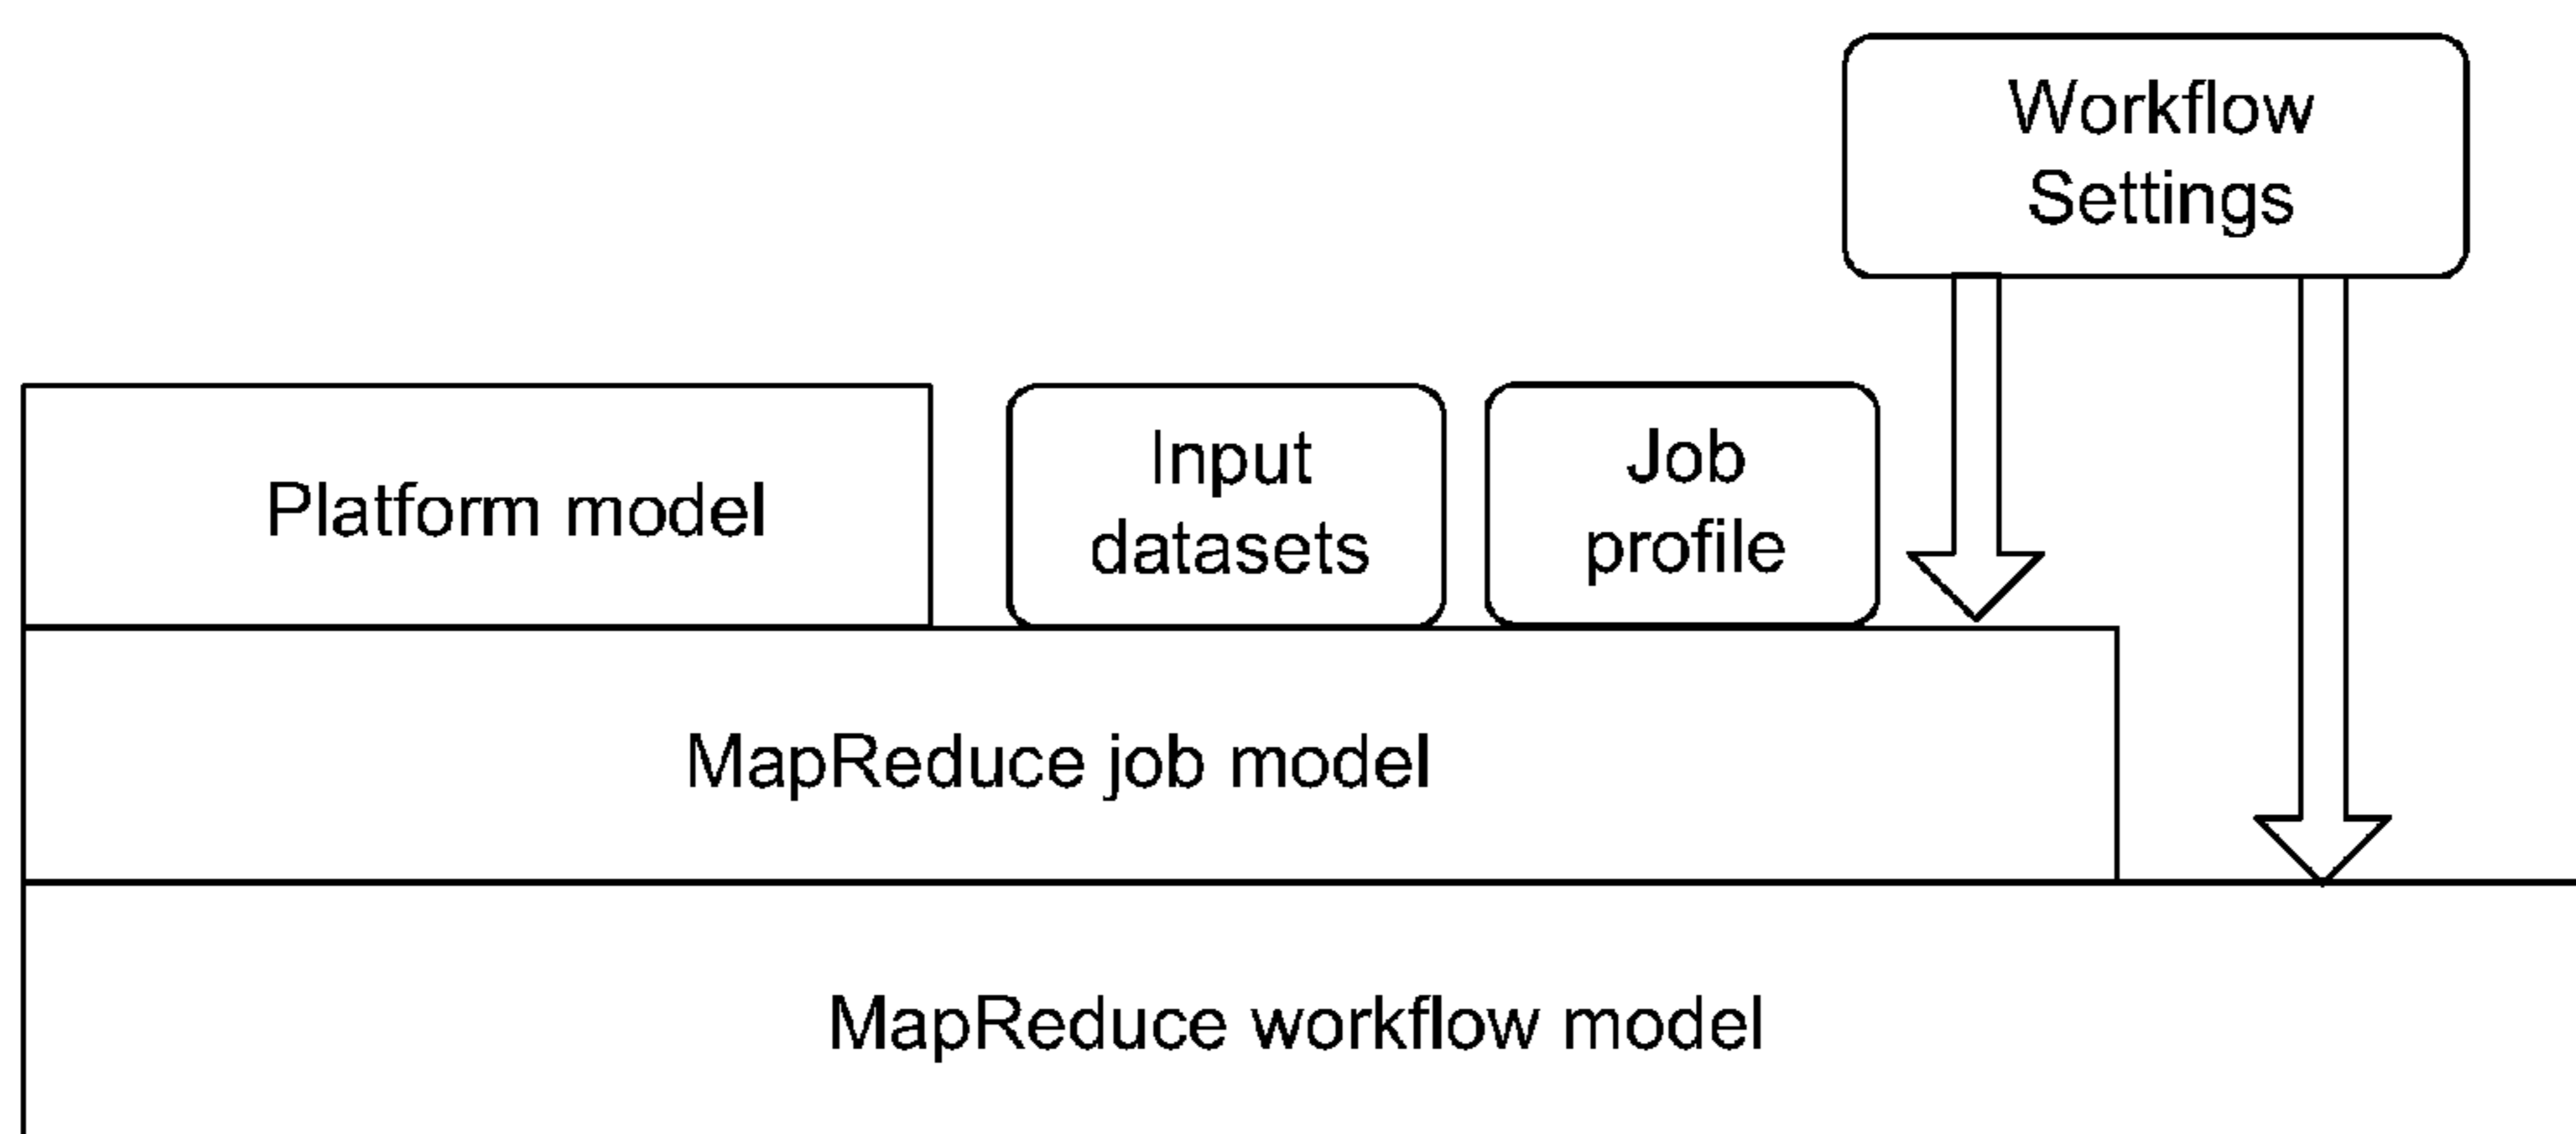 Workflow
Settings
Platform model
Input
datasets
Job
profile
MapReduce job model
MapReduce workflow model